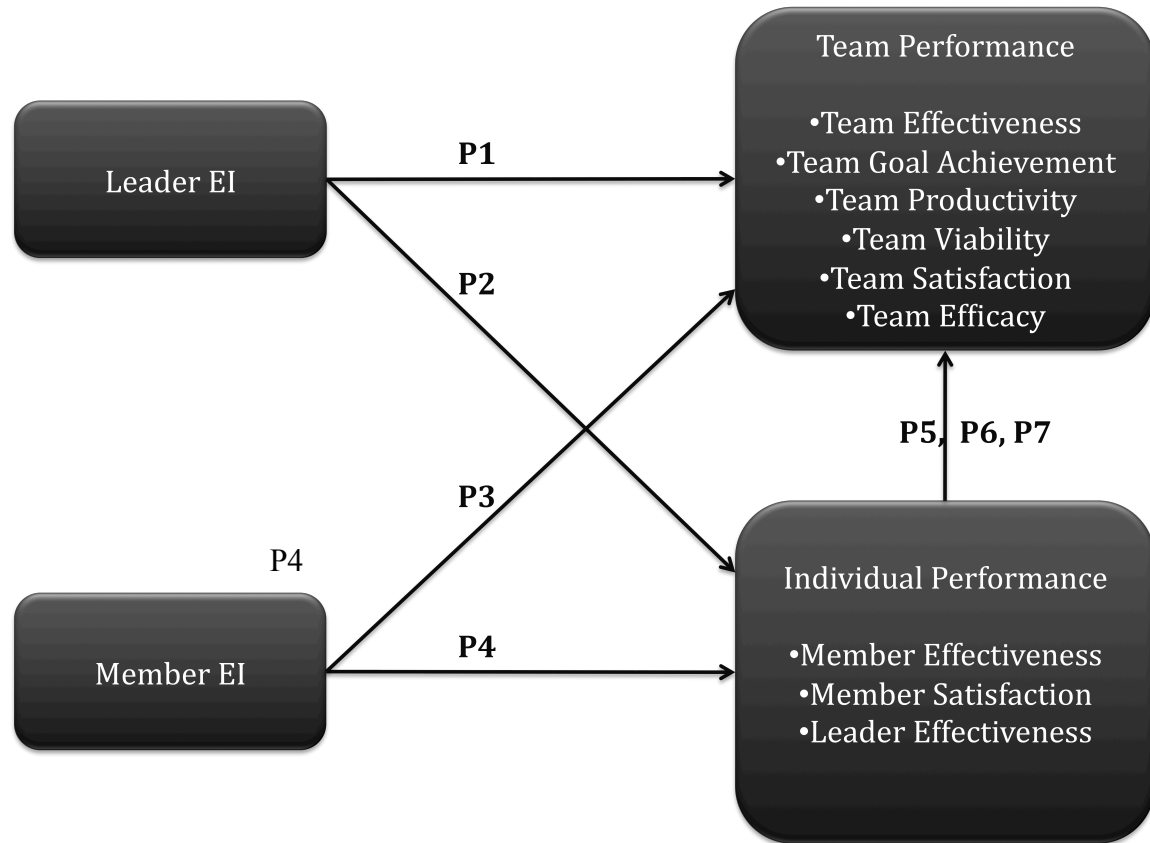 Team Performance
•Team Effectiveness
•Team Goal Achievement
•Team Productivity
•Team Viability
•Team Satisfaction
•Team Efficacy
Leader EI
P1
P2
P3
P4
P4
Member EI
P5, P6, P7
Individual Performance
•Member Effectiveness
•Member Satisfaction
•Leader Effectiveness